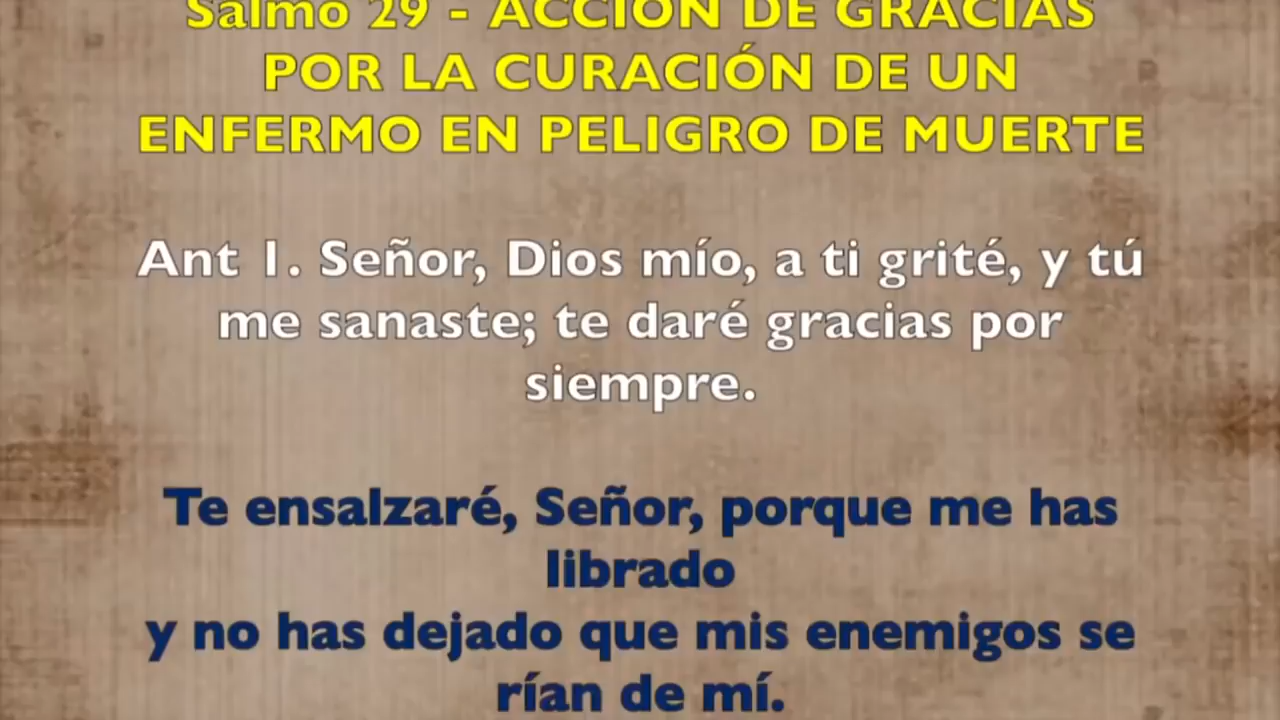 Salmo 29 - ACCIÓN DE GRACIAS
POR LA CURACIÓN DE UN
ENFERMO EN PELIGRO DE MUERTE
Ant 1. Señor, Dios mío, a ti grité, y tú
me sanaste; te daré gracias por
siempre.
Te ensalzaré, Señor, porque me has
librado
y no has dejado que mis enemigos se
rían de mí.